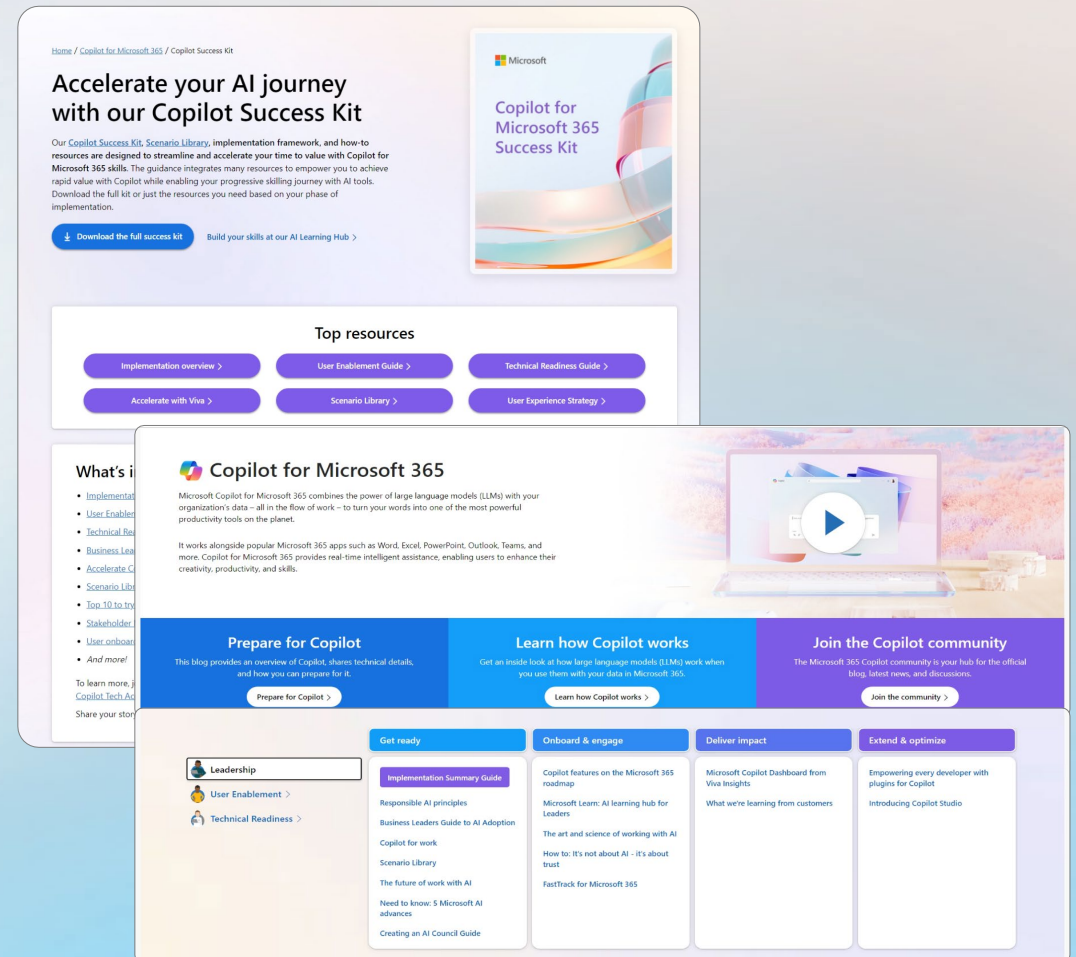 Home / Copilot for Microsoft 365 / Copilot Success Kit
Accelerate your AI journey
with our Copilot Success Kit
Our Copilot Success Kit, Scenario Library, implementation framework, and how-to
resources are designed to streamline and accelerate your time to value with Copilot for
Microsoft 365 skills. The guidance integrates many resources to empower you to achieve
rapid value with Copilot while enabling your progressive skilling journey with AI tools.
Download the full kit or just the resources you need based on your phase of
implementation.
Download the full success kit
Build your skills at our AI Learning Hub >
Microsoft
Copilot for
Microsoft 365
Success Kit
Top resources
Implementation overview >
User Enablement Guide >
Technical Readiness Guide >
Accelerate with Viva >
Scenario Library >
User Experience Strategy >
What's i
• Implementat
• User Enabler
• Technical Rea
• Business Lea
• Accelerate C
• Scenario Libr
• Top 10 to try
• Stakeholder
• User onboar
• And more!
To learn more, j
Copilot Tech Ac
Share your stor
Copilot for Microsoft 365
Microsoft Copilot for Microsoft 365 combines the power of large language models (LLMs) with your
organization's data – all in the flow of work – to turn your words into one of the most powerful
productivity tools on the planet.
It works alongside popular Microsoft 365 apps such as Word, Excel, PowerPoint, Outlook, Teams, and
more. Copilot for Microsoft 365 provides real-time intelligent assistance, enabling users to enhance their
creativity, productivity, and skills.
Prepare for Copilot
This blog provides an overview of Copilot, shares technical details,
and how you can prepare for it.
Prepare for Copilot >
Learn how Copilot works
Get an inside look at how large language models (LLMs) work when
you use them with your data in Microsoft 365.
Learn how Copilot works >
Join the Copilot community
The Microsoft 365 Copilot community is your hub for the official
blog, latest news, and discussions.
Join the community >
Leadership
User Enablement >
Technical Readiness >
Get ready
Implementation Summary Guide
Responsible AI principles
Business Leaders Guide to AI Adoption
Copilot for work
Scenario Library
The future of work with AI
Need to know: 5 Microsoft AI
advances
Creating an AI Council Guide
Onboard & engage
Copilot features on the Microsoft 365
roadmap
Microsoft Learn: AI learning hub for
Leaders
The art and science of working with AI
How to: It's not about AI - it's about
trust
FastTrack for Microsoft 365
Deliver impact
Microsoft Copilot Dashboard from
Viva Insights
What we're learning from customers
Extend & optimize
Empowering every developer with
plugins for Copilot
Introducing Copilot Studio